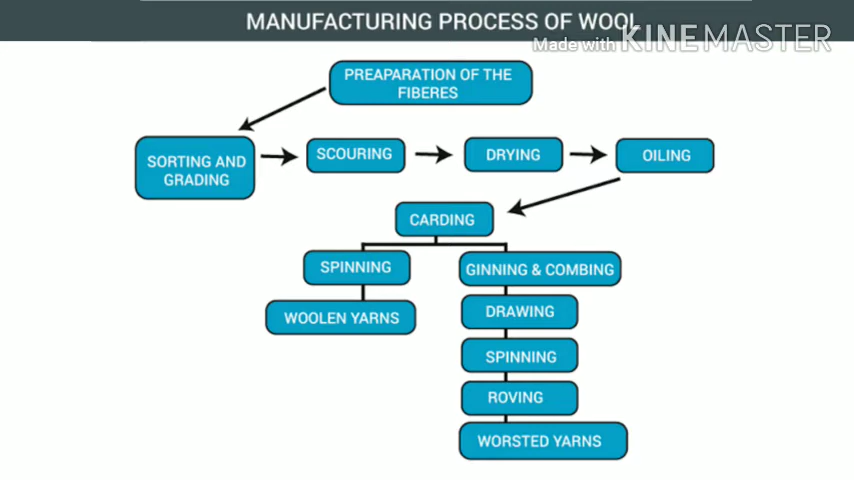 MANUFACTURING PROCESS OF WOOL
Made with KINEMASTER
PREAPARATION OF THE
FIBERES
SORTING AND
GRADING
SCOURING
DRYING
OILING
CARDING
SPINNING
GINNING & COMBING
WOOLEN YARNS
DRAWING
SPINNING
ROVING
WORSTED YARNS